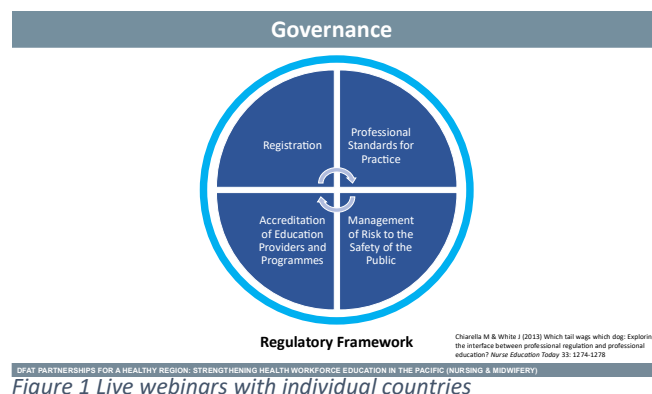 Governance
Registration
Professional
Standards for
Practice
Accreditation
of Education
Providers and
Programmes
Management
of Risk to the
Safety of the
Public
Regulatory Framework
Chiarella M & White J (2013) Which tail wags which dog: Explorin
the interface between professional regulation and professional
education? Nurse Education Today 33: 1274-1278
DFAT PARTNERSHIPS FOR A HEALTHY REGION: STRENGTHENING HEALTH WORKFORCE EDUCATION IN THE PACIFIC (NURSING & MIDWIFERY)
Figure 1 Live webinars with individual countries